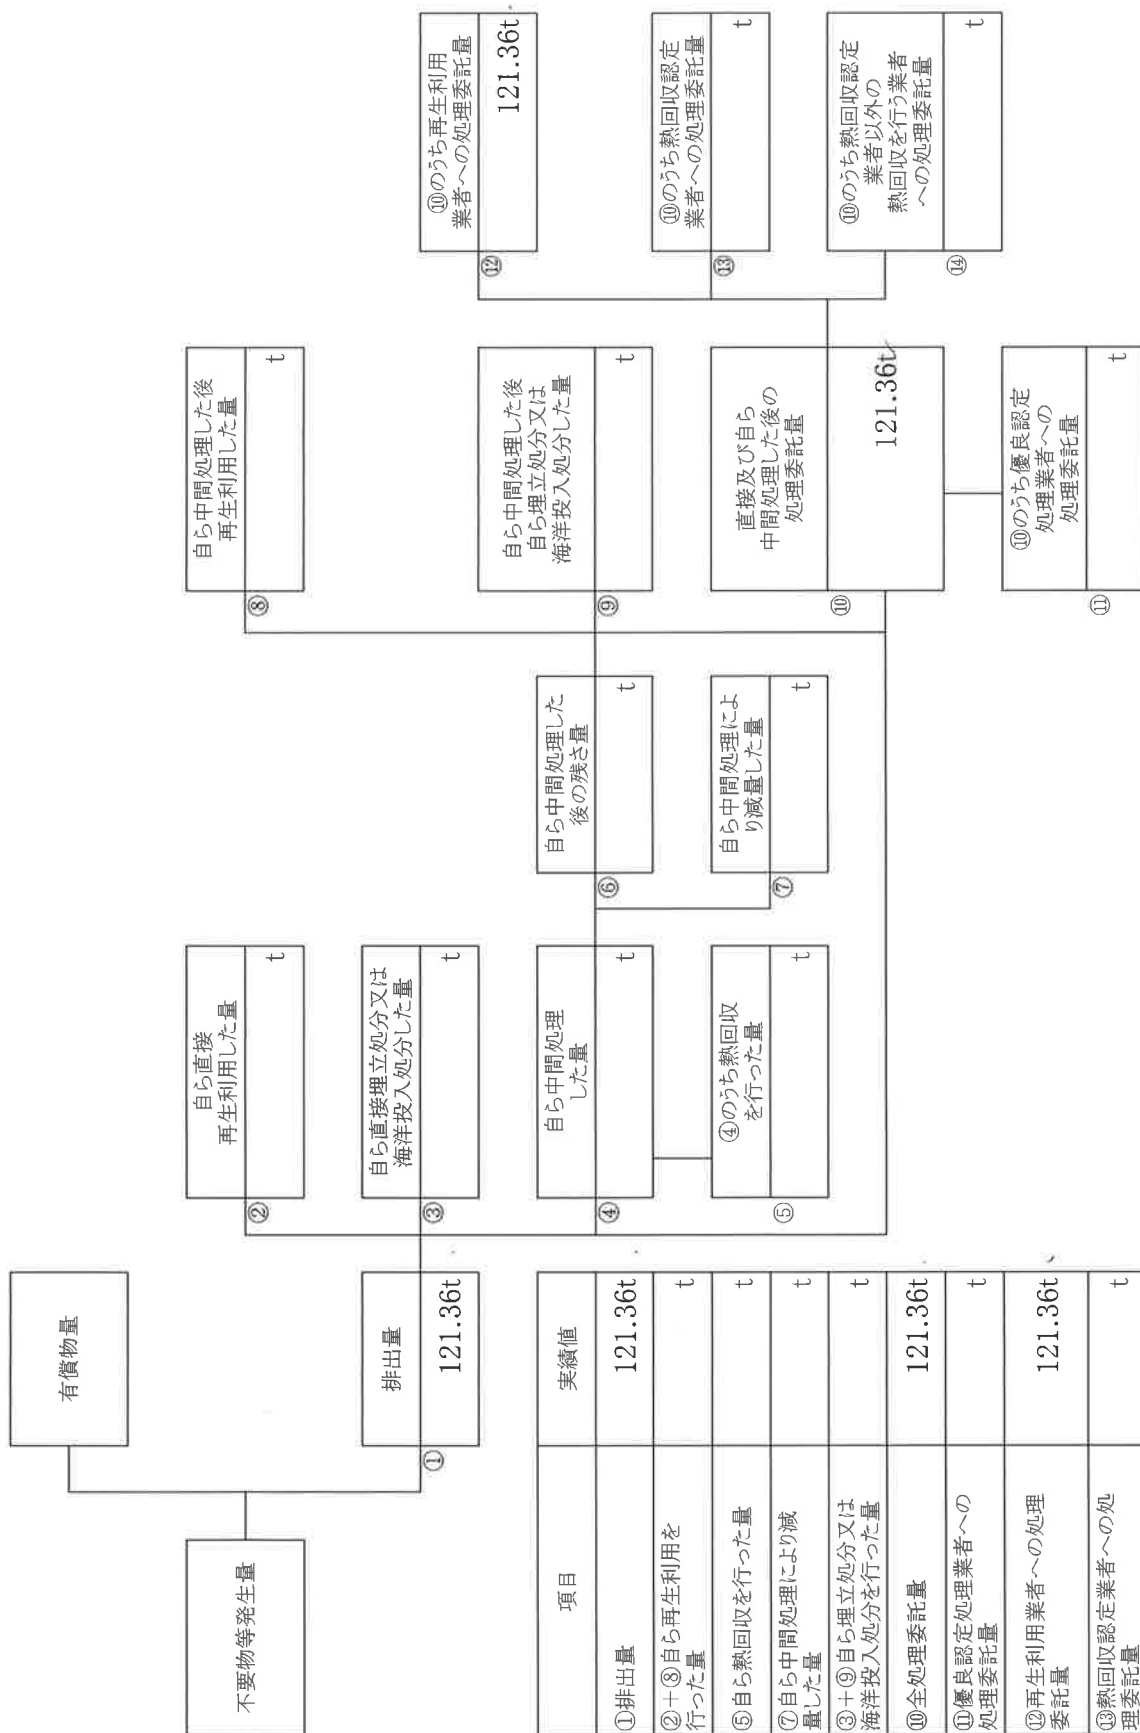 不要物等発生量
有償物量
排出量
①
121.36t
自ら直接
再生利用した量
②
t
自ら直接埋立処分又は
海洋投入処分した量
③
t
自ら中間処理
した量
④
t
④のうち熱回収
を行った量
⑤
t
自ら中間処理した
後の残さ量
⑥
t
自ら中間処理によ
り減量した量
⑦
t
自ら中間処理した後
再生利用した量
⑧
t
自ら中間処理した後
自ら埋立処分又は
海洋投入処分した量
⑨
t
直接及び自ら
中間処理した後の
処理委託量
⑩
121.36t
⑩のうち優良認定
処理業者への
処理委託量
⑪
t
⑩のうち再生利用
業者への処理委託量
⑫
121.36t
⑩のうち熱回収認定
業者への処理委託量
⑬
t
⑩のうち熱回収認定
業者以外の
熱回収を行う業者
への処理委託量
⑭
t
項目
実績値
①排出量
121.36t
②+⑧自ら再生利用を
行った量
t
⑤自ら熱回収を行った量
t
⑦自ら中間処理により減
量した量
t
③+⑨自ら埋立処分又は
海洋投入処分を行った量
t
⑩全処理委託量
121.36t
⑪優良認定処理業者への
処理委託量
t
⑫再生利用業者への処理
委託量
121.36t
⑬熱回収認定業者への処
理委託量
t